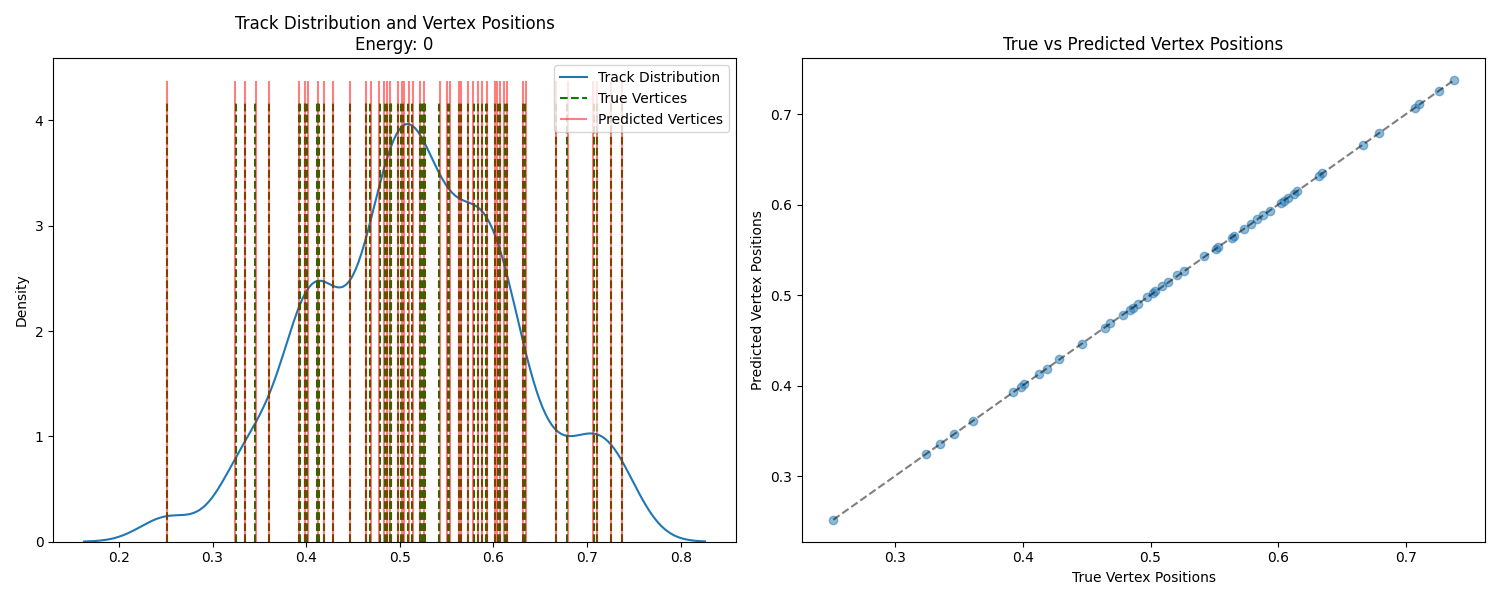 Track Distribution and Vertex Positions
Energy: 0
Density
0
1
2
3
4
0.2 0.3 0.4 0.5 0.6 0.7 0.8
Track Distribution
True Vertices
Predicted Vertices
True vs Predicted Vertex Positions
Predicted Vertex Positions
0.7
0.6
0.5
0.4
0.3
0.3 0.4 0.5 0.6 0.7
True Vertex Positions